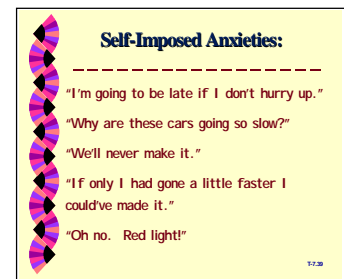 Self-Imposed Anxieties:
"I'm going to be late if I don't hurry up."
"Why are these cars going so slow?"
"We'll never make it."
"If only I had gone a little faster I
could've made it."
"Oh no. Red light!"
T-7.39